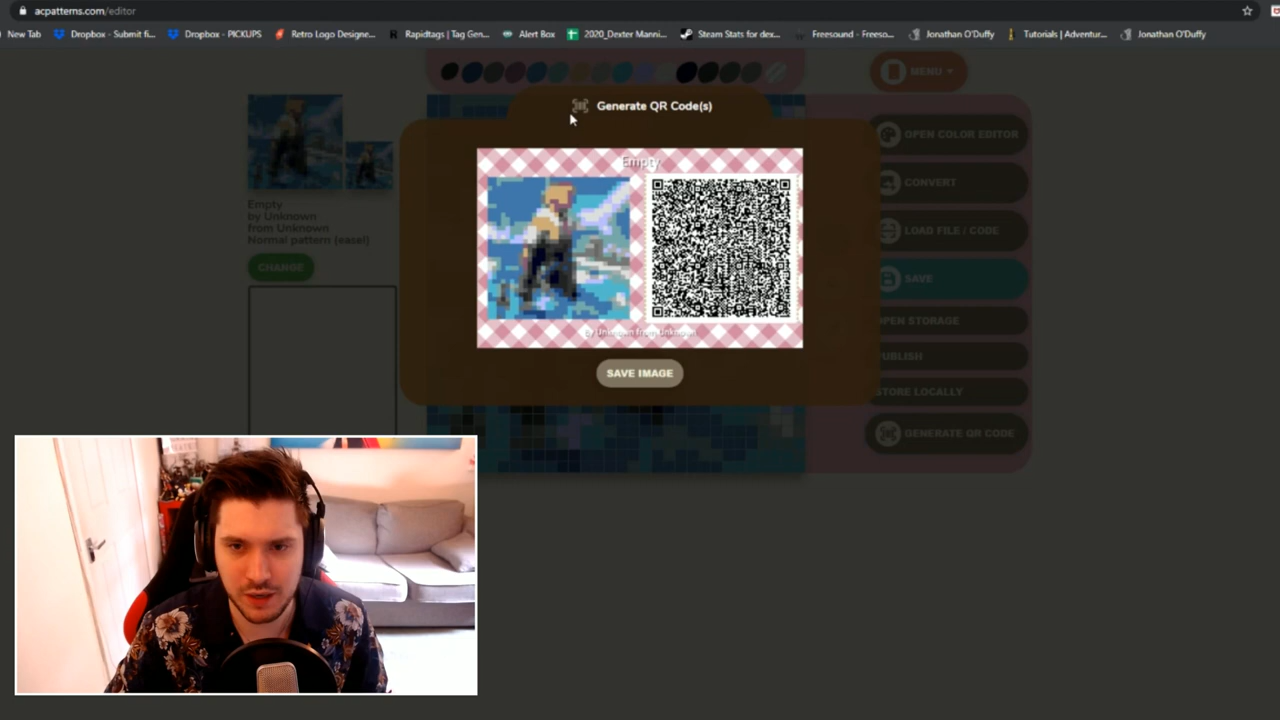 acpatterns.com/editor
New Tab
Dropbox - Submit fi...
Dropbox - PICKUPS
Retro Logo Designe...
Rapidtags | Tag Gen...
Alert Box
2020_Dexter Manni...
Steam Stats for dex...
Freesound - Freeso...
Jonathan O'Duffy
Tutorials | Adventur...
Jonathan O'Duffy
MENU
Generate QR Code(s)
OPEN COLOR EDITOR
Empty
CONVERT
Empty
by Unknown
from Unknown
Normal pattern (easel)
LOAD FILE / CODE
CHANGE
SAVE
OPEN STORAGE
By Unknown from Unknown
PUBLISH
SAVE IMAGE
STORE LOCALLY
GENERATE QR CODE